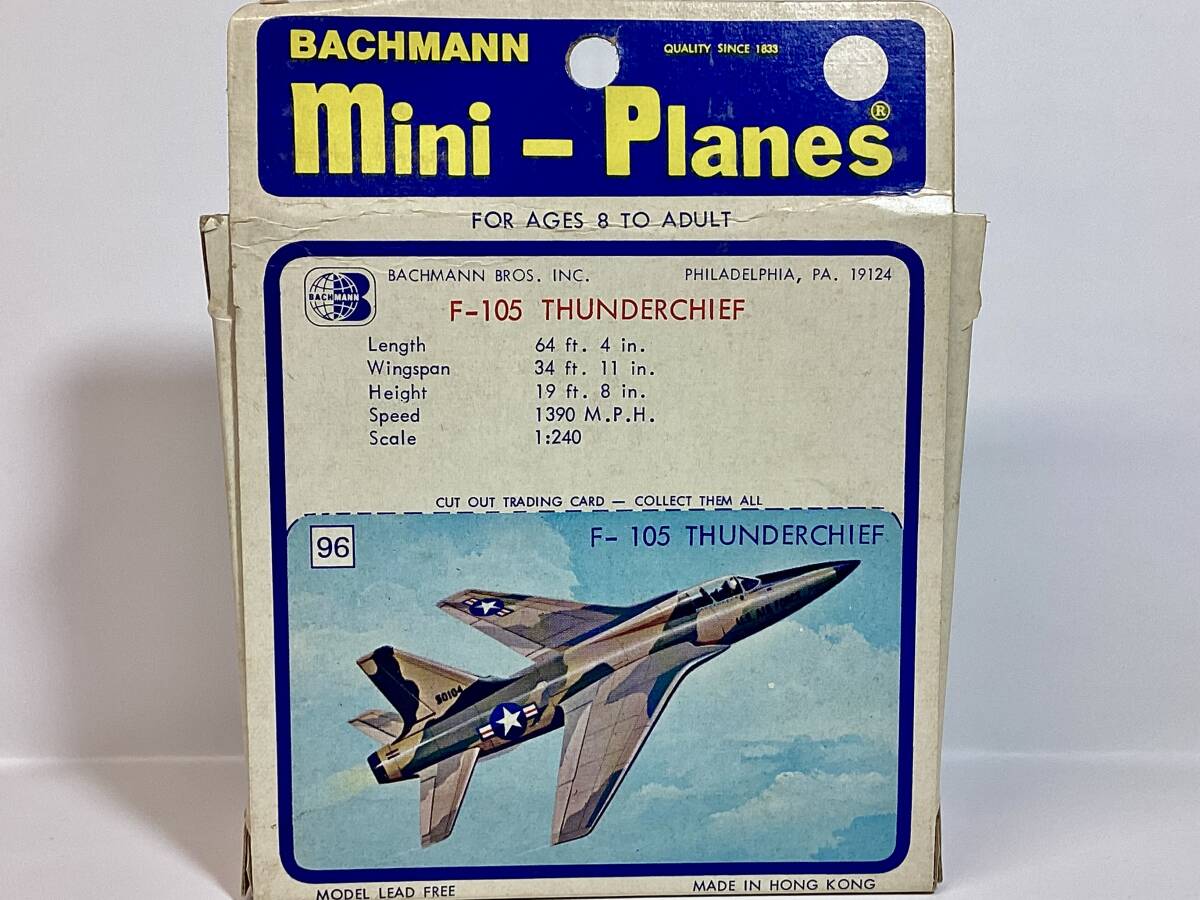 BACHMANN
QUALITY SINCE 1833
Mini - Planes®
FOR AGES 8 TO ADULT
BACHMANN
BACHMANN BROS. INC. PHILADELPHIA, PA. 19124
F-105 THUNDERCHIEF
Length 64 ft. 4 in.
Wingspan 34 ft. 11 in.
Height 19 ft. 8 in.
Speed 1390 M.P.H.
Scale 1:240
CUT OUT TRADING CARD — COLLECT THEM ALL
96
F- 105 THUNDERCHIEF
50104
MODEL LEAD FREE
MADE IN HONG KONG